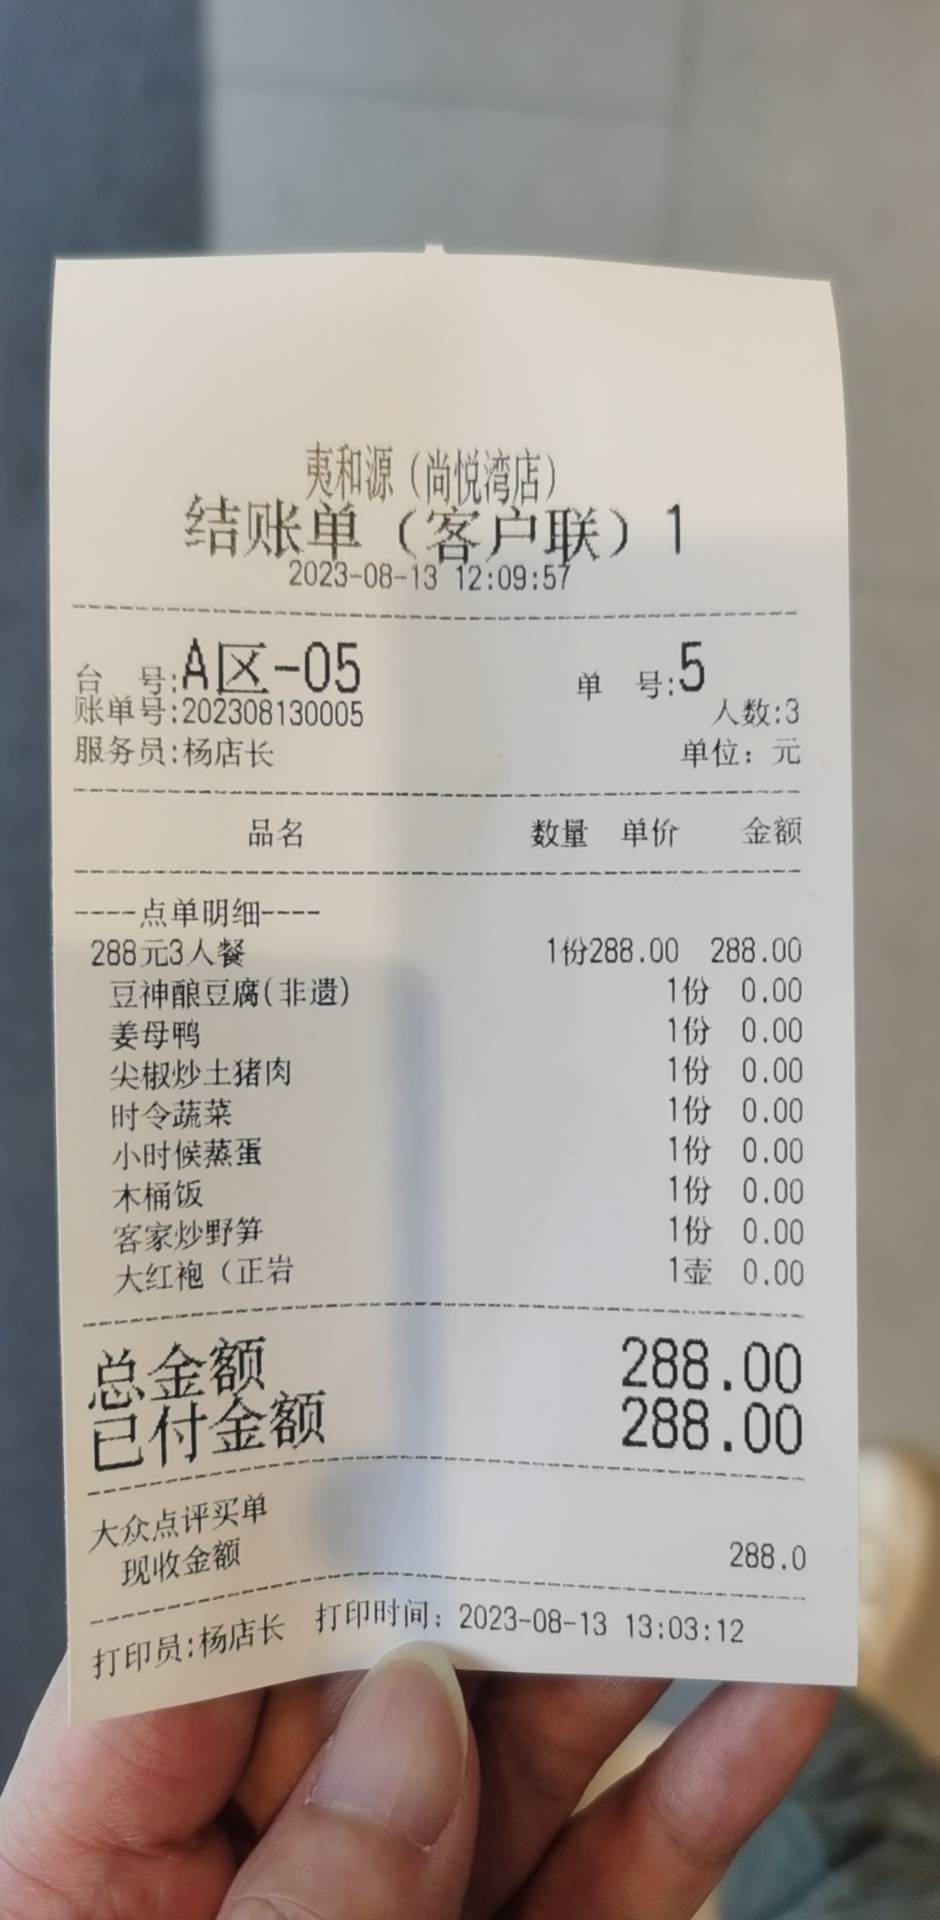 夷和源（尚悦湾店）
结账单（客户联）1
2023-08-13 12:09:57
台 号:A区-05 单 号:5
账单号:202308130005 人数:3
服务员:杨店长 单位：元
品名 数量 单价 金额
----点单明细----
288元3人餐 1份288.00 288.00
豆神酿豆腐(非遗) 1份 0.00
姜母鸭 1份 0.00
尖椒炒土猪肉 1份 0.00
时令蔬菜 1份 0.00
小时候蒸蛋 1份 0.00
木桶饭 1份 0.00
客家炒野笋 1份 0.00
大红袍（正岩 1壶 0.00
总金额 288.00
已付金额 288.00
大众点评买单
现收金额 288.0
打印员:杨店长 打印时间：2023-08-13 13:03:12